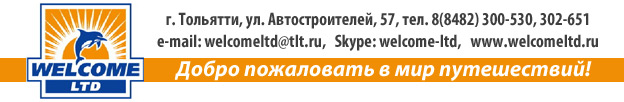 г. Тольятти, ул. Автостроителей, 57, тел. 8(8482) 300-530, 302-651
e-mail: welcomeltd@tlt.ru, Skype: welcome-ltd, www.welcomeltd.ru
WELCOME
LTD
Добро пожаловать в мир путешествий!